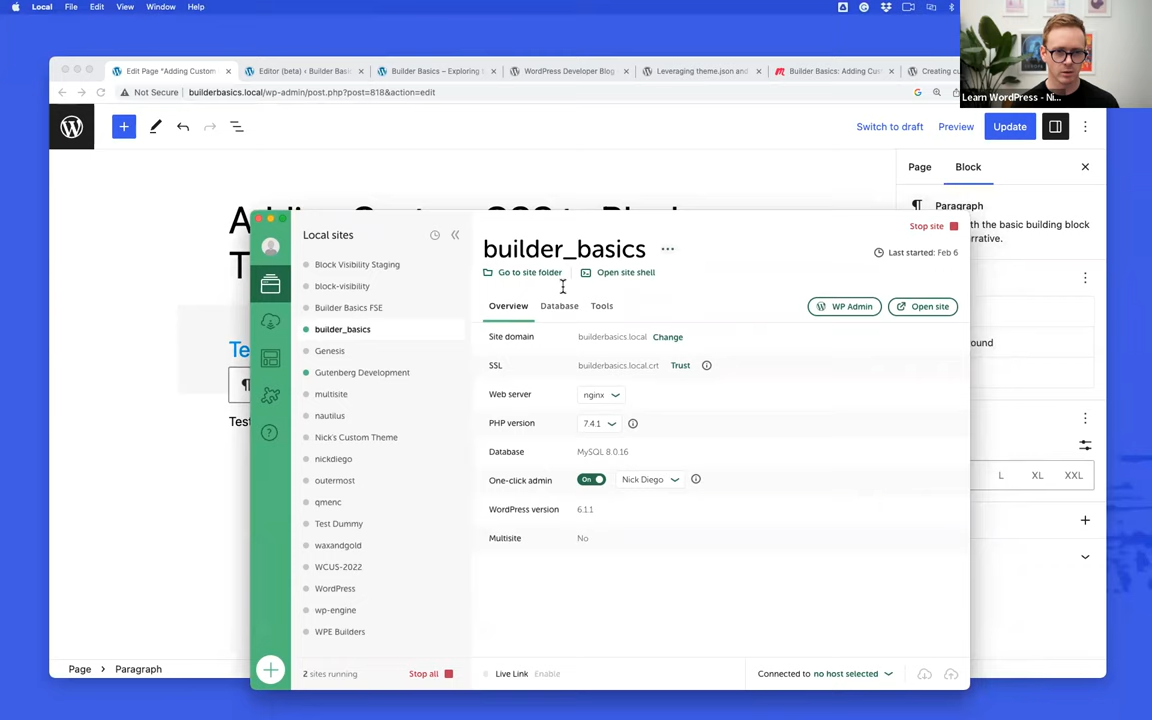 Local File Edit View Window Help
Edit Page "Adding Custom
Editor (beta) ‹ Builder Basics
Builder Basics – Exploring
WordPress Developer Blog
Leveraging theme.json and
Builder Basics: Adding Cu
Creating cu
Not Secure builderbasics.local/wp-admin/post.php?post=818&action=edit
Learn WordPress - Ni...
Switch to draft Preview Update
Page Block
Paragraph
th the basic building block
rrative.
ound
L XL XXL
Te
Test
Page > Paragraph
Local sites
Block Visibility Staging
block-visibility
Builder Basics FSE
builder_basics
Genesis
Gutenberg Development
multisite
nautilus
Nick's Custom Theme
nickdiego
outermost
qmenc
Test Dummy
waxandgold
WCUS-2022
WordPress
wp-engine
WPE Builders
2 sites running Stop all
builder_basics ...
Stop site
Last started: Feb 6
Go to site folder Open site shell
Overview Database Tools
WP Admin Open site
Site domain builderbasics.local Change
SSL builderbasics.local.crt Trust
Web server nginx
PHP version 7.4.1
Database MySQL 8.0.16
One-click admin On Nick Diego
WordPress version 6.1.1
Multisite No
Live Link Enable
Connected to no host selected